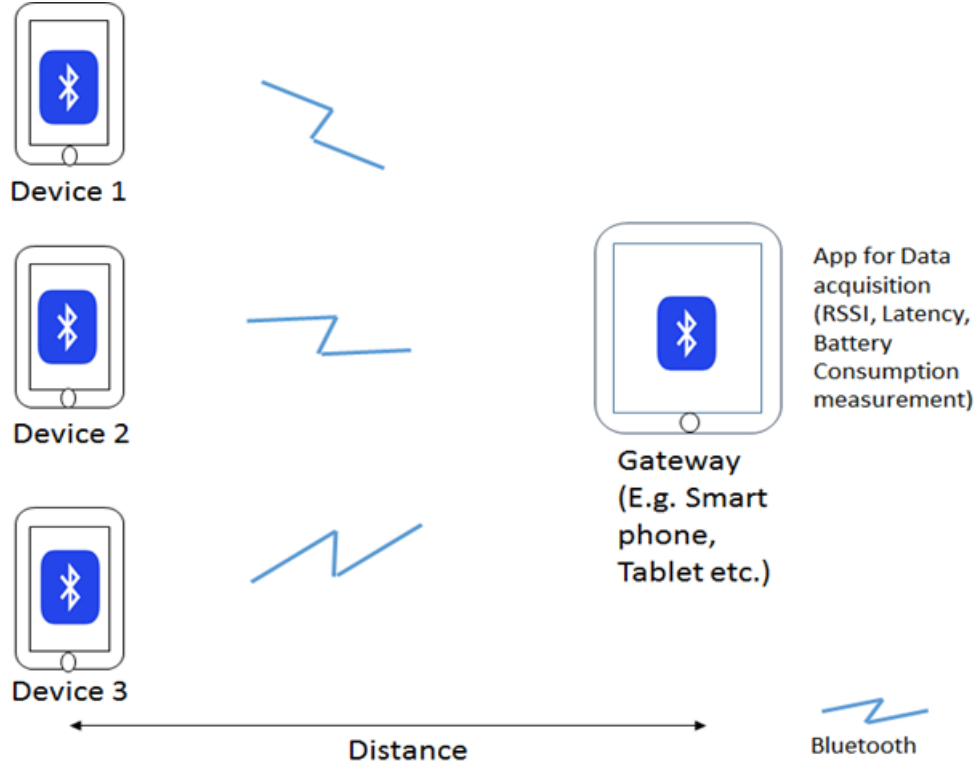 Device 1
Device 2
Device 3
App for Data
acquisition
(RSSI, Latency,
Battery
Consumption
measurement)
Gateway
(E.g. Smart
phone,
Tablet etc.)
Distance
Bluetooth